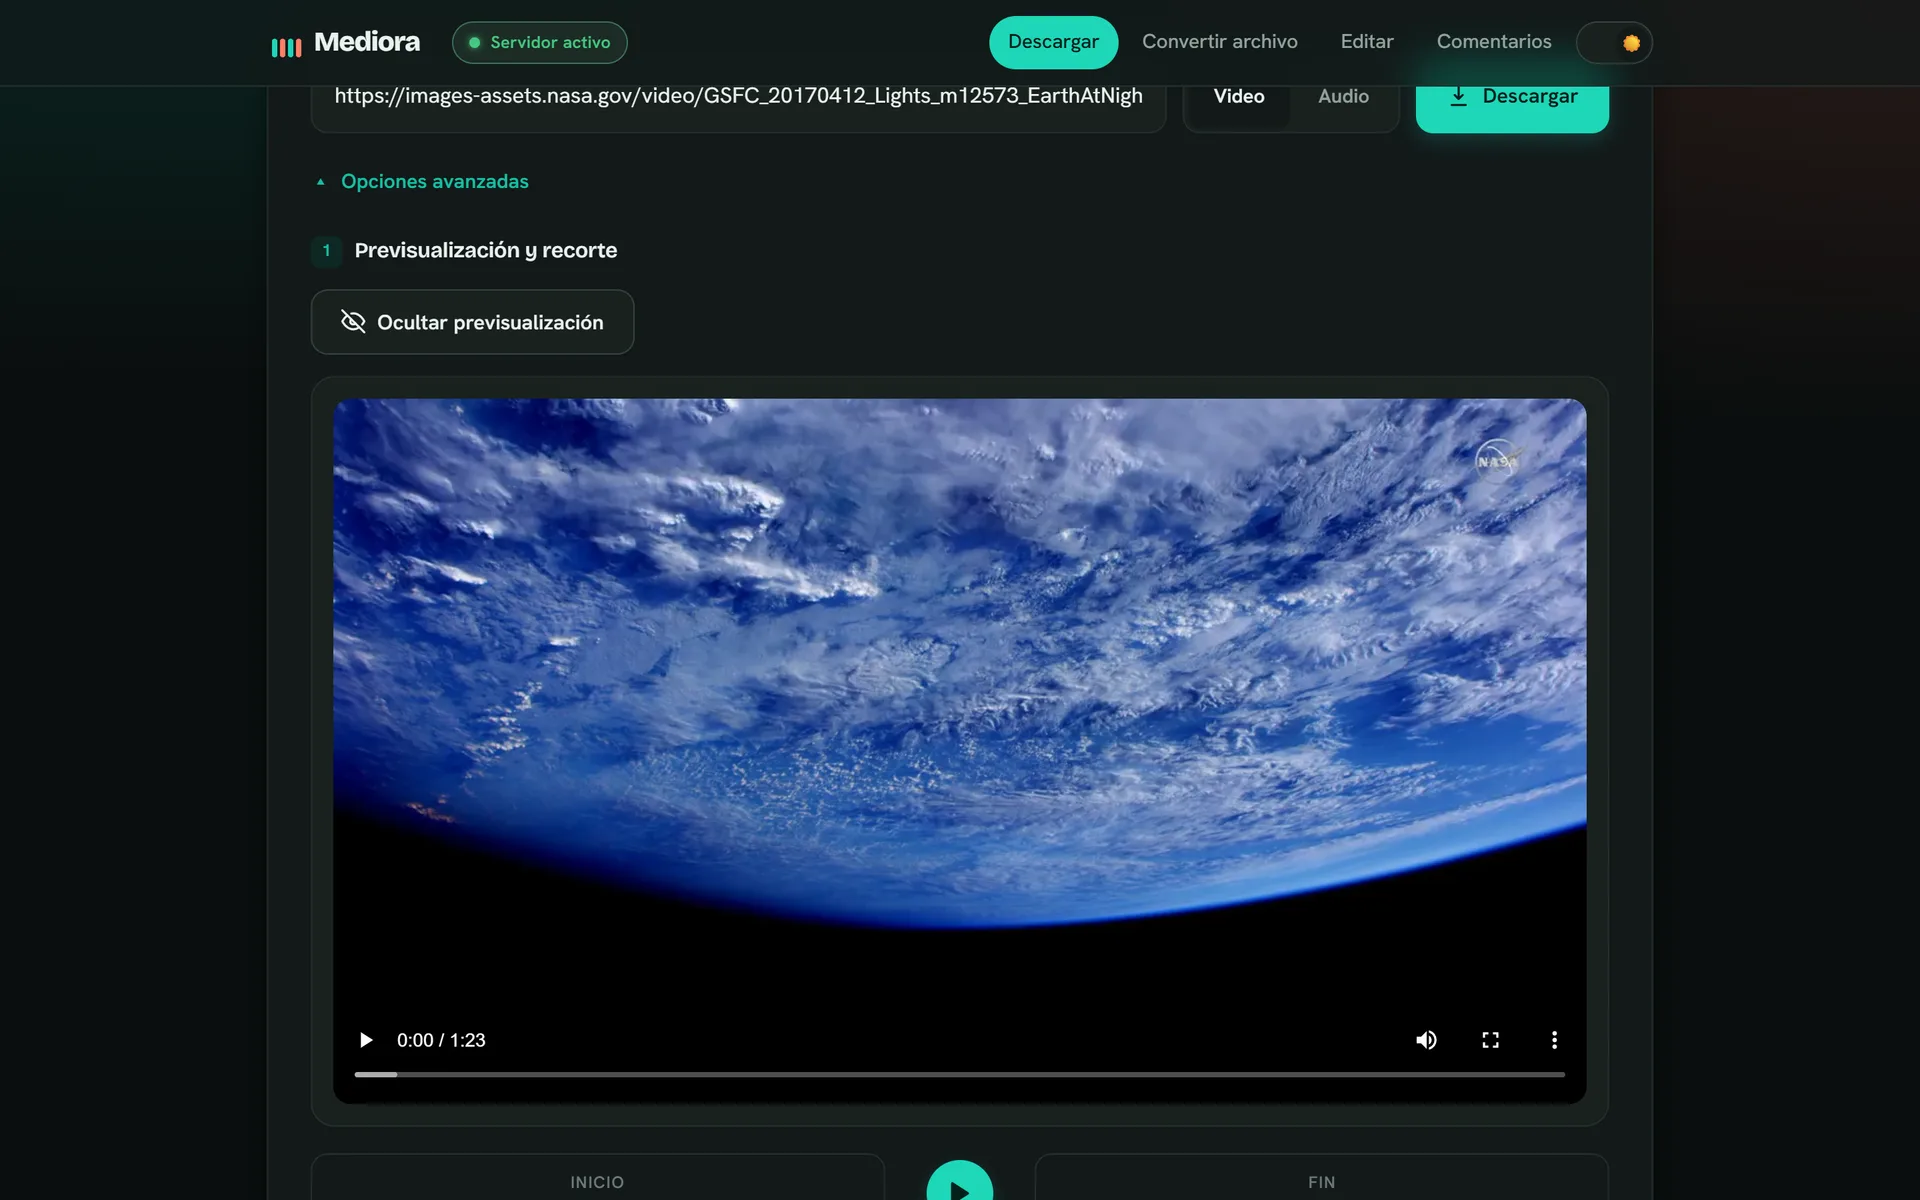 Mediora
Servidor activo
Descargar
Convertir archivo
Editar
Comentarios
https://images-assets.nasa.gov/video/GSFC_20170412_Lights_m12573_EarthAtNigh
Video
Audio
Descargar
Opciones avanzadas
1 Previsualización y recorte
Ocultar previsualización
NASA
0:00 / 1:23
INICIO
FIN